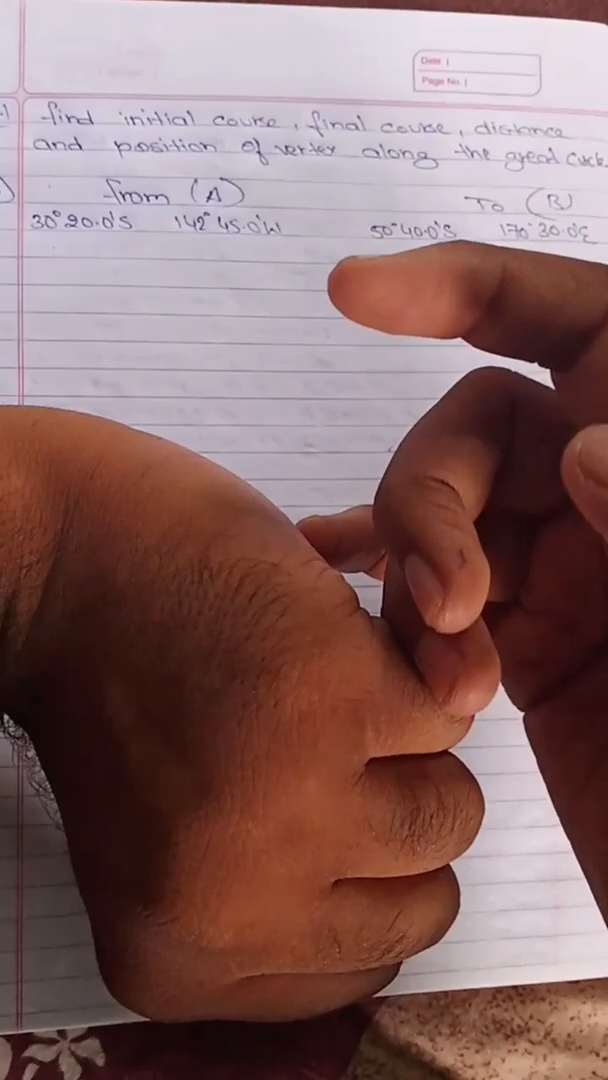 Date
Page No.
find initial course, final course, distance
and position of vertex along the great circle
from (A) To (B)
30°20.0'S 142°45.0'W 50°40.0'S 170°30.0'E